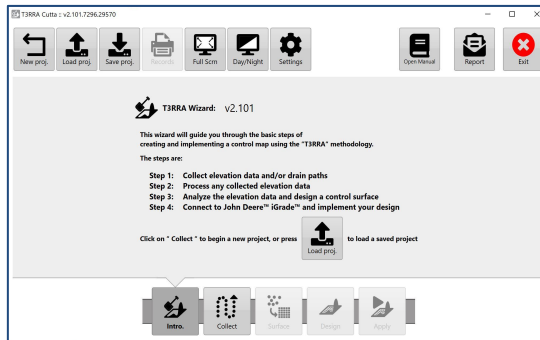 T3RRA Cutta : v2.101.7296.29570
New proj.
Load proj.
Save proj.
Records
Full Scrn
Day/Night
Settings
Open Manual
Report
Exit
T3RRA Wizard: v2.101
This wizard will guide you through the basic steps of
creating and implementing a control map using the "T3RRA" methodology.
The steps are:
Step 1: Collect elevation data and/or drain paths
Step 2: Process any collected elevation data
Step 3: Analyze the elevation data and design a control surface
Step 4: Connect to John Deere™ iGrade™ and implement your design
Click on " Collect " to begin a new project, or press
Load proj.
to load a saved project
Intro.
Collect
Surface
Design
Apply